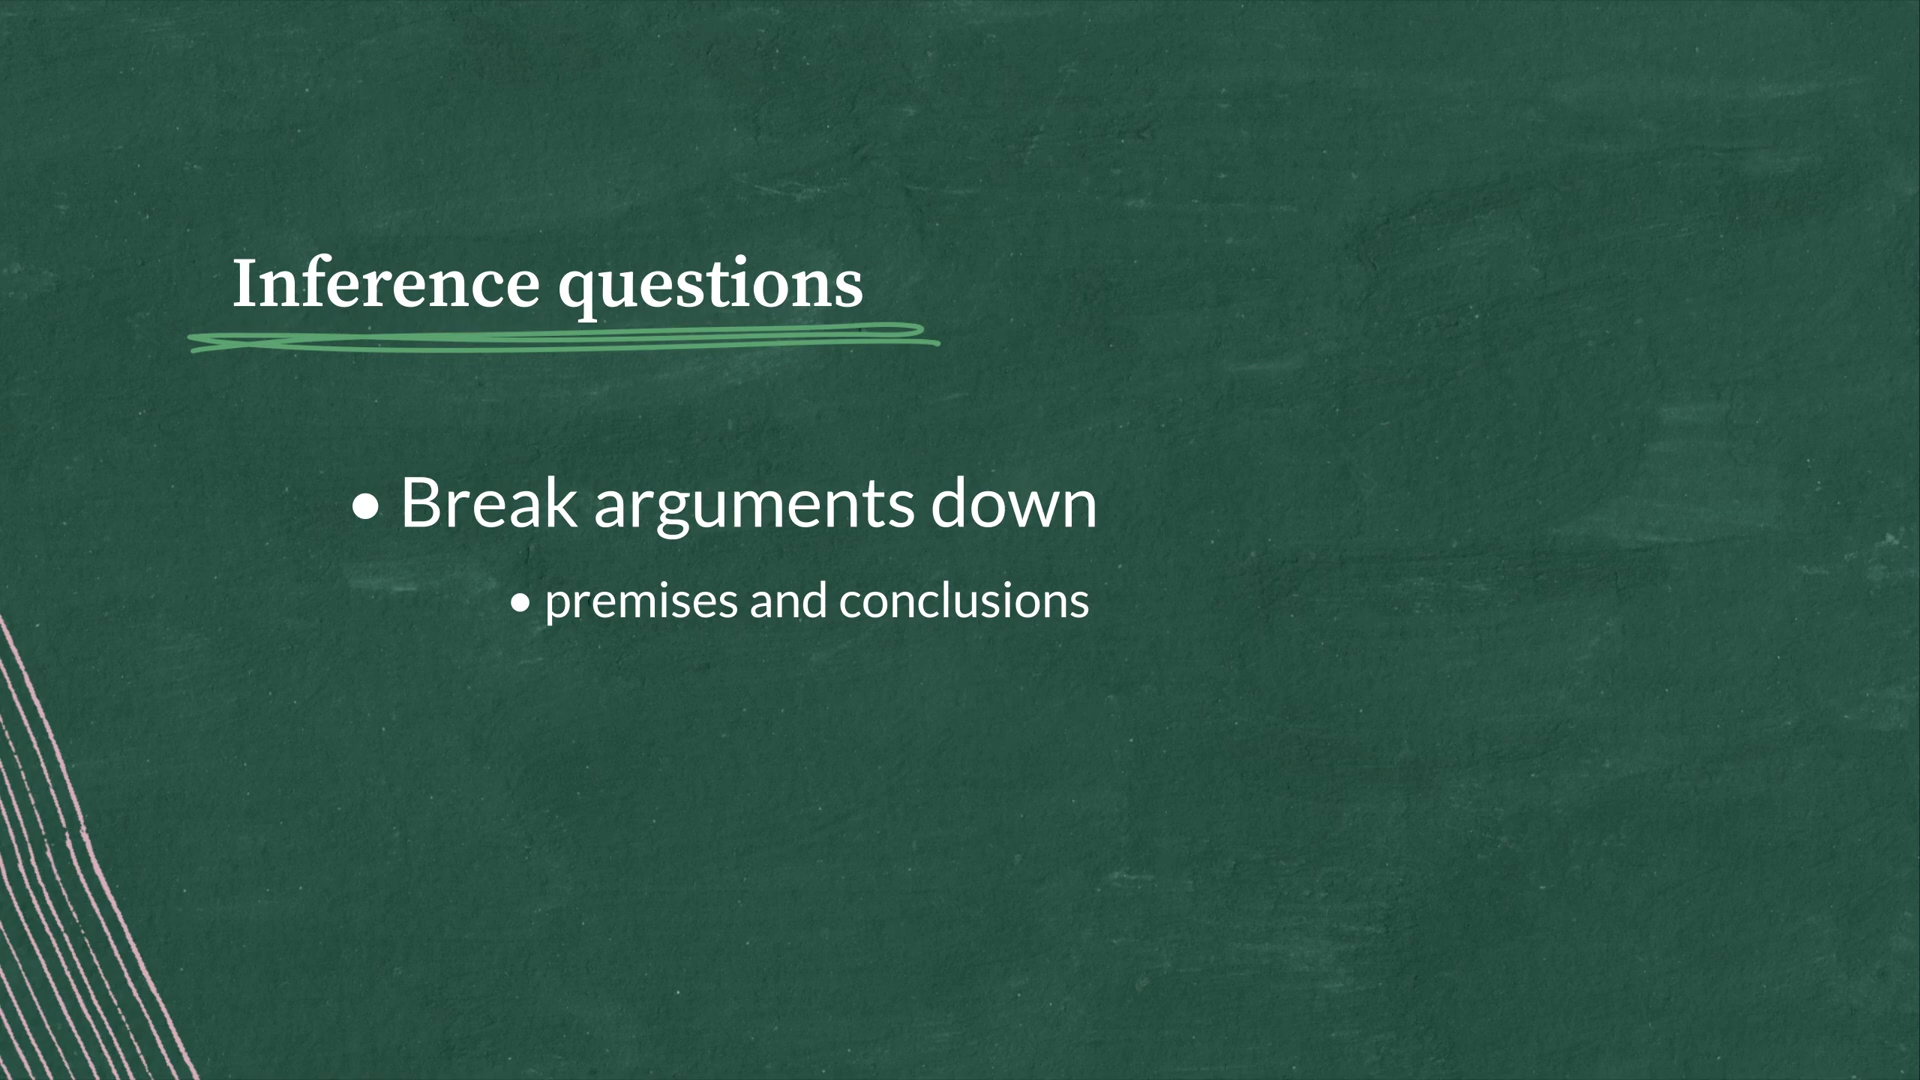 Inference questions
• Break arguments down
• premises and conclusions